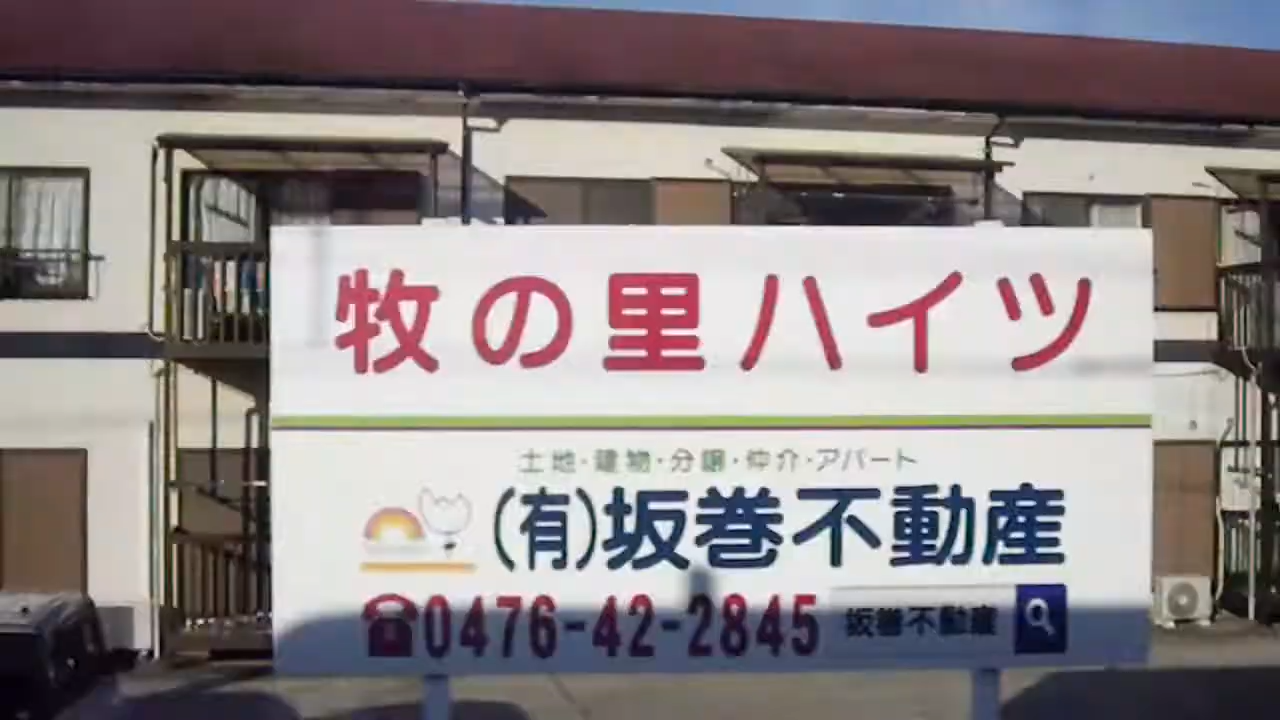 牧の里ハイツ
土地・建物・分譲・仲介・アパート
(有)坂巻不動産
☎0476-42-2845 坂巻不動産